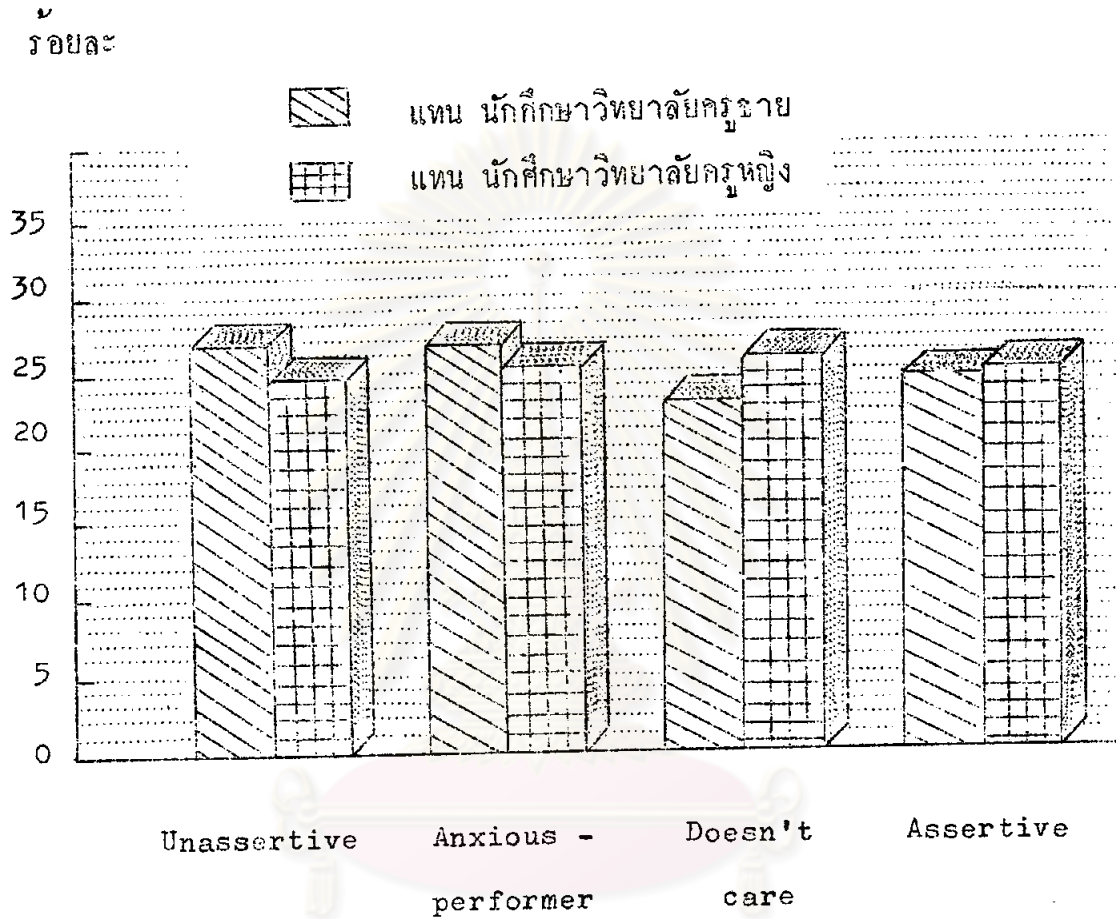 ร้อยละ
แทน นักศึกษาวิทยาลัยครูชาย
แทน นักศึกษาวิทยาลัยครูหญิง
35
30
25
20
15
10
5
0
Unassertive
Anxious -
performer
Doesn't
care
Assertive